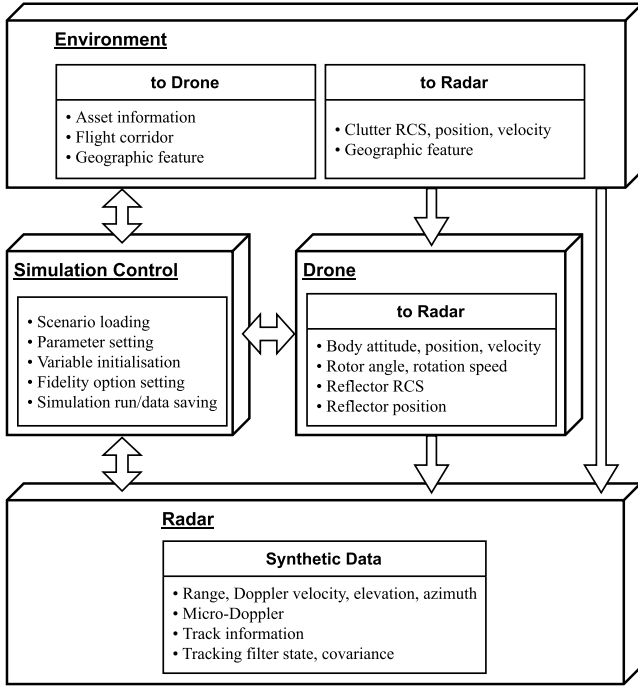 Environment
to Drone
• Asset information
• Flight corridor
• Geographic feature
to Radar
• Clutter RCS, position, velocity
• Geographic feature
Simulation Control
• Scenario loading
• Parameter setting
• Variable initialisation
• Fidelity option setting
• Simulation run/data saving
Drone
to Radar
• Body attitude, position, velocity
• Rotor angle, rotation speed
• Reflector RCS
• Reflector position
Radar
Synthetic Data
• Range, Doppler velocity, elevation, azimuth
• Micro-Doppler
• Track information
• Tracking filter state, covariance